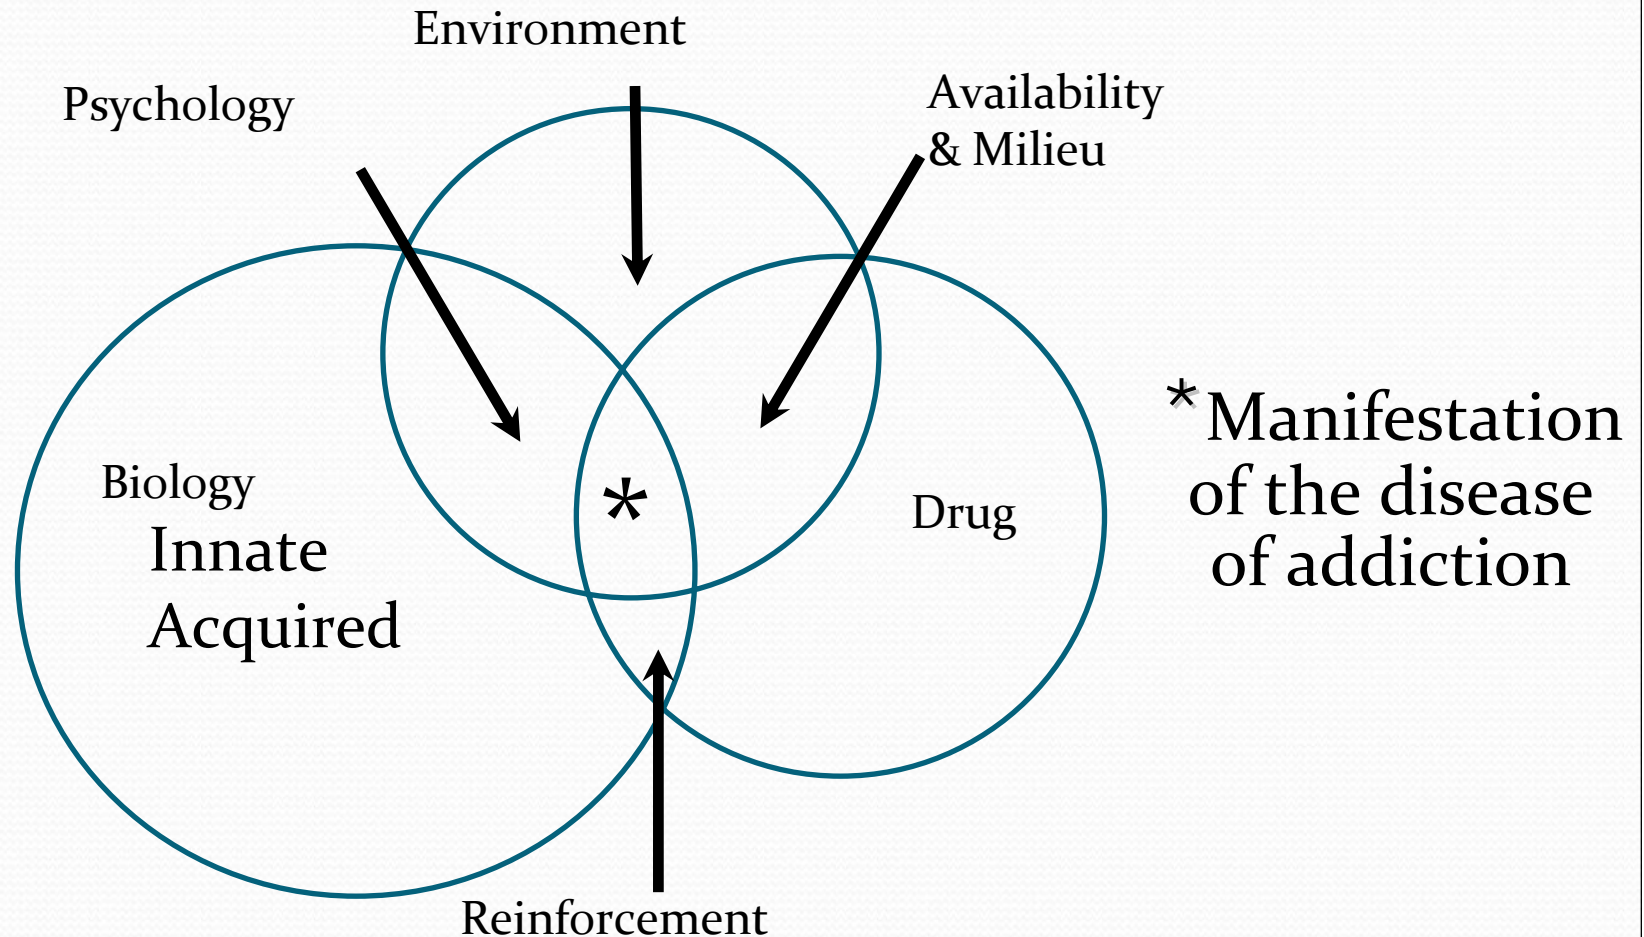 Environment
Psychology
Availability
& Milieu
Biology
Innate
Acquired
*
Drug
*Manifestation
of the disease
of addiction
Reinforcement